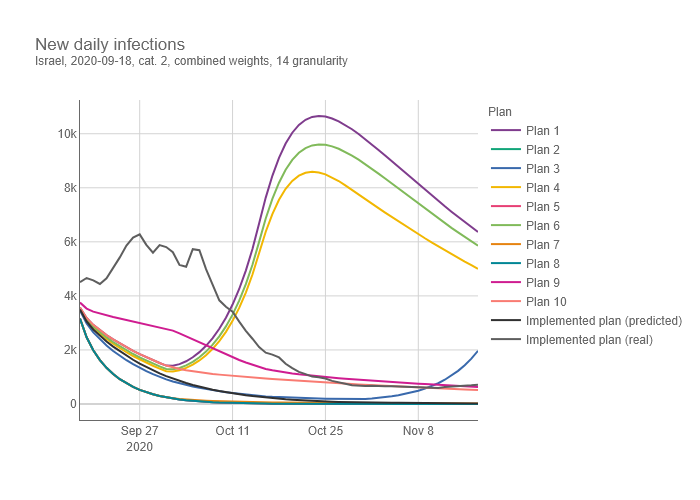 New daily infections
Israel, 2020-09-18, cat. 2, combined weights, 14 granularity
Plan
10k
8k
6k
4k
2k
0
Sep 27
2020
Oct 11
Oct 25
Nov 8
Plan 1
Plan 2
Plan 3
Plan 4
Plan 5
Plan 6
Plan 7
Plan 8
Plan 9
Plan 10
Implemented plan (predicted)
Implemented plan (real)